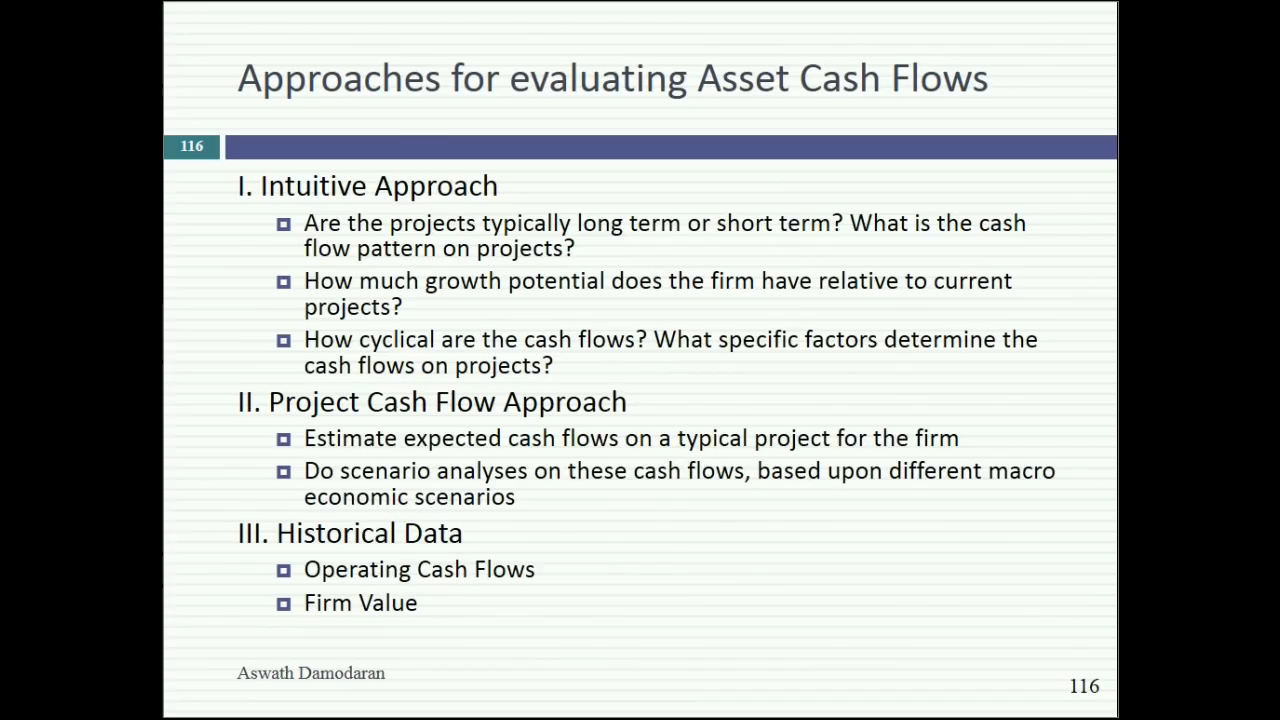 Approaches for evaluating Asset Cash Flows
116
I. Intuitive Approach
Are the projects typically long term or short term? What is the cash
flow pattern on projects?
How much growth potential does the firm have relative to current
projects?
How cyclical are the cash flows? What specific factors determine the
cash flows on projects?
II. Project Cash Flow Approach
Estimate expected cash flows on a typical project for the firm
Do scenario analyses on these cash flows, based upon different macro
economic scenarios
III. Historical Data
Operating Cash Flows
Firm Value
Aswath Damodaran
116